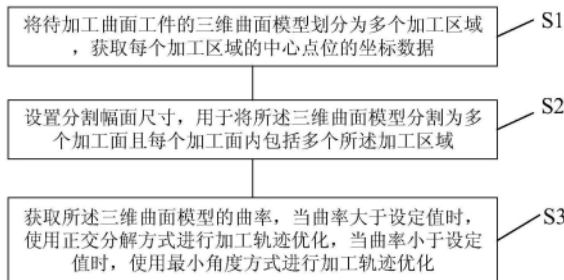 将待加工曲面工件的三维曲面模型划分为多个加工区域
，获取每个加工区域的中心点位的坐标数据
S1
设置分割幅面尺寸，用于将所述三维曲面模型分割为多
个加工面且每个加工面内包括多个所述加工区域
S2
获取所述三维曲面模型的曲率，当曲率大于设定值时，
使用正交分解方式进行加工轨迹优化，当曲率小于设定
值时，使用最小角度方式进行加工轨迹优化
S3